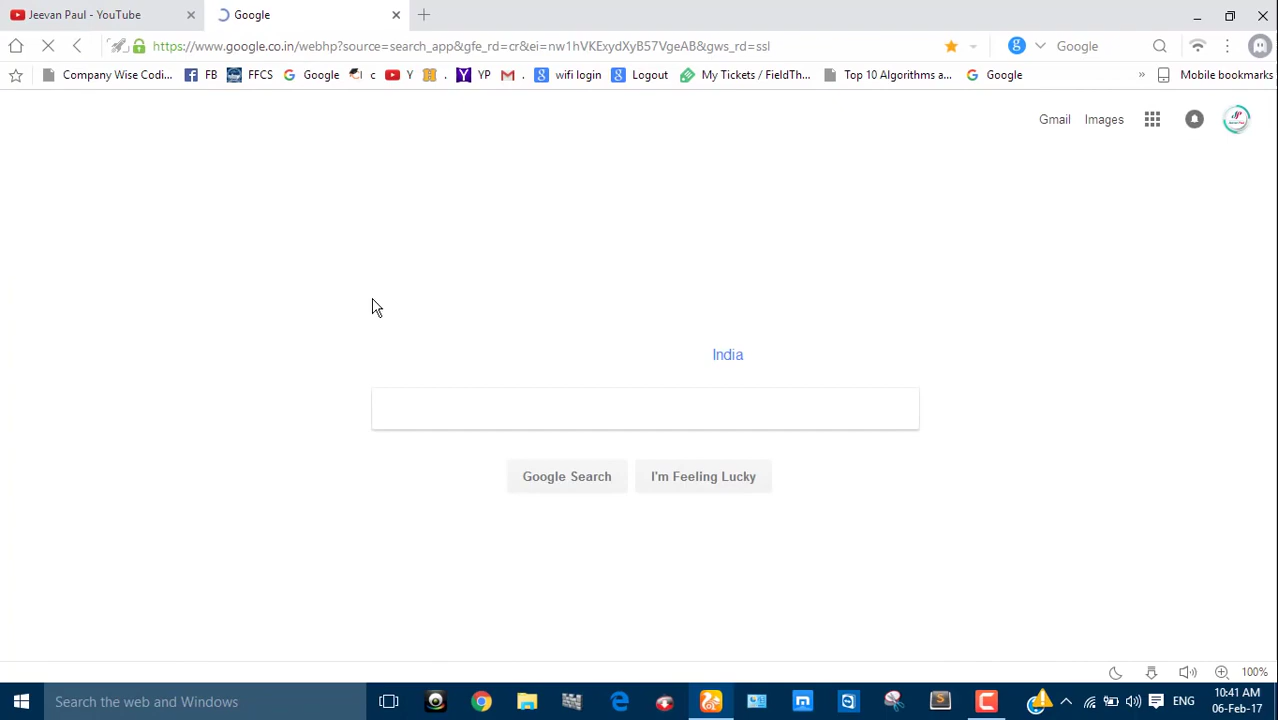 Jeevan Paul - YouTube
Google
https://www.google.co.in/webhp?source=search_app&gfe_rd=cr&ei=nw1hVKExydXyB57VgeAB&gws_rd=ssl
Google
Company Wise Codi...
FB
FFCS
Google
c
Y
.
YP
.
wifi login
Logout
My Tickets / FieldTh...
Top 10 Algorithms a...
Google
»
Mobile bookmarks
Gmail
Images
India
Google Search
I'm Feeling Lucky
100%
Search the web and Windows
ENG
10:41 AM
06-Feb-17